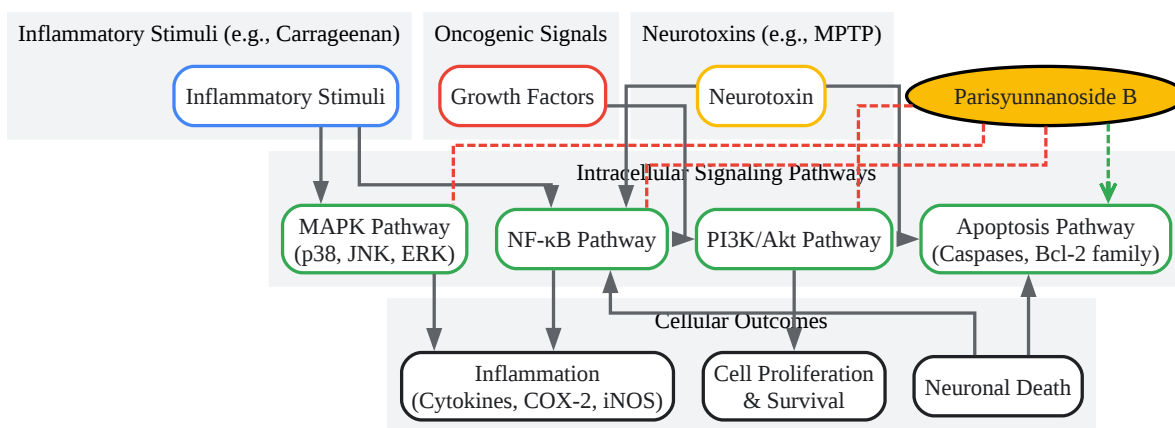 Inflammatory Stimuli (e.g., Carrageenan)
Oncogenic Signals
Neurotoxins (e.g., MPTP)
Inflammatory Stimuli
Growth Factors
Neurotoxin
Parisyunnanoside B
Intracellular Signaling Pathways
MAPK Pathway
(p38, JNK, ERK)
NF-κB Pathway
PI3K/Akt Pathway
Apoptosis Pathway
(Caspases, Bcl-2 family)
Cellular Outcomes
Inflammation
(Cytokines, COX-2, iNOS)
Cell Proliferation
& Survival
Neuronal Death